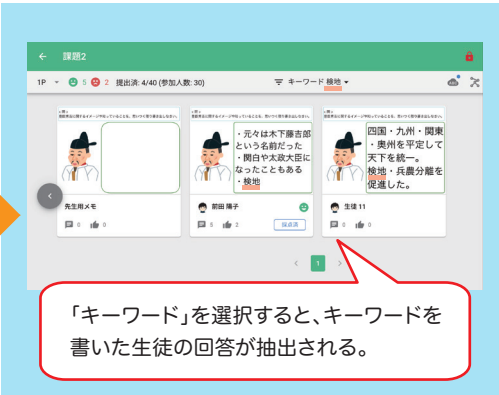 ← 課題2
1P 5 2 提出済: 4/40 (参加人数: 30) キーワード 検地
先生用メモ
0 0
・元々は木下藤吉郎
という名前だった
・関白や太政大臣に
なったこともある
・検地
前田 陽子
5 2 採点済
四国・九州・関東
・奥州を平定して
天下を統一。
検地・兵農分離を
促進した。
生徒 11
0 0
< 1 >
「キーワード」を選択すると、キーワードを
書いた生徒の回答が抽出される。